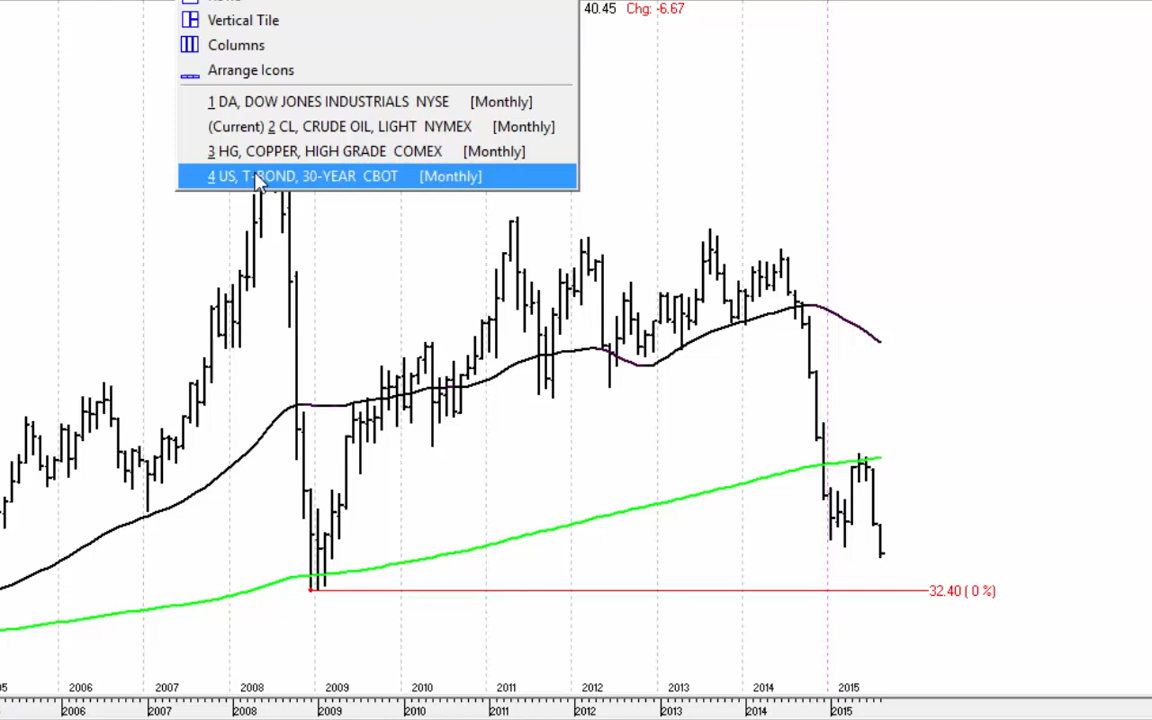 40.45 Chg: -6.67
Vertical Tile
Columns
Arrange Icons
1 DA, DOW JONES INDUSTRIALS NYSE [Monthly]
(Current) 2 CL, CRUDE OIL, LIGHT NYMEX [Monthly]
3 HG, COPPER, HIGH GRADE COMEX [Monthly]
4 US, T-BOND, 30-YEAR CBOT [Monthly]
32.40 ( 0 %)
05 2006 2007 2008 2009 2010 2011 2012 2013 2014 2015
2006 2007 2008 2009 2010 2011 2012 2013 2014 2015